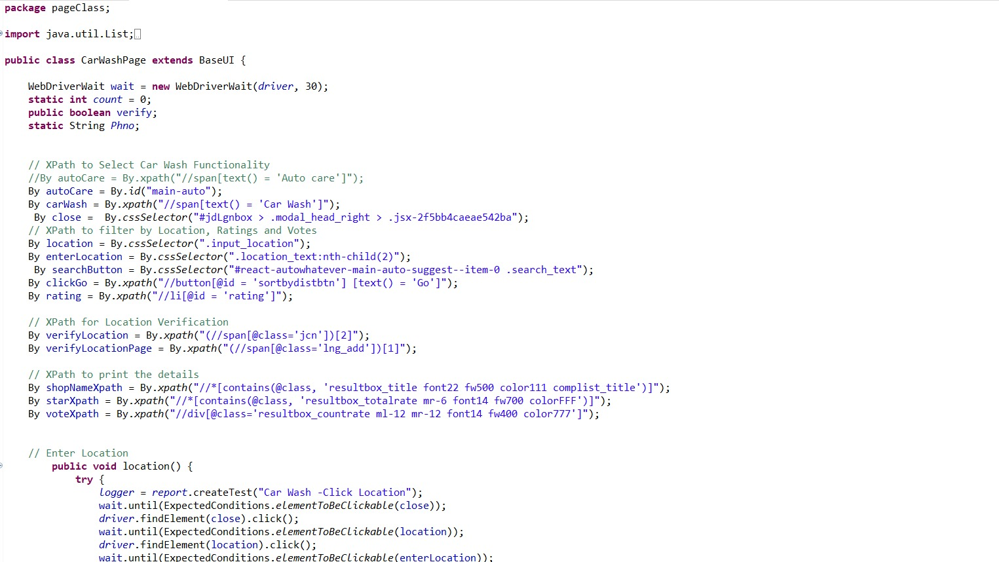 package pageClass;
import java.util.List;
public class CarWashPage extends BaseUI {
WebDriverWait wait = new WebDriverWait(driver, 30);
static int count = 0;
public boolean verify;
static String Phno;
// XPath to Select Car Wash Functionality
//By autoCare = By.xpath("//span[text() = 'Auto care']");
By autoCare = By.id("main-auto");
By carWash = By.xpath("//span[text() = 'Car Wash']");
By close =  By.cssSelector("#jdLgnbox > .modal_head_right > .jsx-2f5bb4caeae542ba");
// XPath to filter by Location, Ratings and Votes
By location = By.cssSelector(".input_location");
By enterLocation = By.cssSelector(".location_text:nth-child(2)");
By searchButton = By.cssSelector("#react-autowhatever-main-auto-suggest--item-0 .search_text");
By clickGo = By.xpath("//button[@id = 'sortbydistbtn'] [text() = 'Go']");
By rating = By.xpath("//li[@id = 'rating']");
// XPath for Location Verification
By verifyLocation = By.xpath("(//span[@class='jcn'])[2]");
By verifyLocationPage = By.xpath("(//span[@class='lng_add'])[1]");
// XPath to print the details
By shopNameXpath = By.xpath("//*[contains(@class, 'resultbox_title font22 fw500 color111 complist_title')]");
By starXpath = By.xpath("//*[contains(@class, 'resultbox_totalrate mr-6 font14 fw700 colorFFF')]");
By voteXpath = By.xpath("//div[@class='resultbox_countrate ml-12 mr-12 font14 fw400 color777']");
// Enter Location
public void location() {
try {
logger = report.createTest("Car Wash -Click Location");
wait.until(ExpectedConditions.elementToBeClickable(close));
driver.findElement(close).click();
wait.until(ExpectedConditions.elementToBeClickable(location));
driver.findElement(location).click();
wait.until(ExpectedConditions.elementToBeClickable(enterLocation));